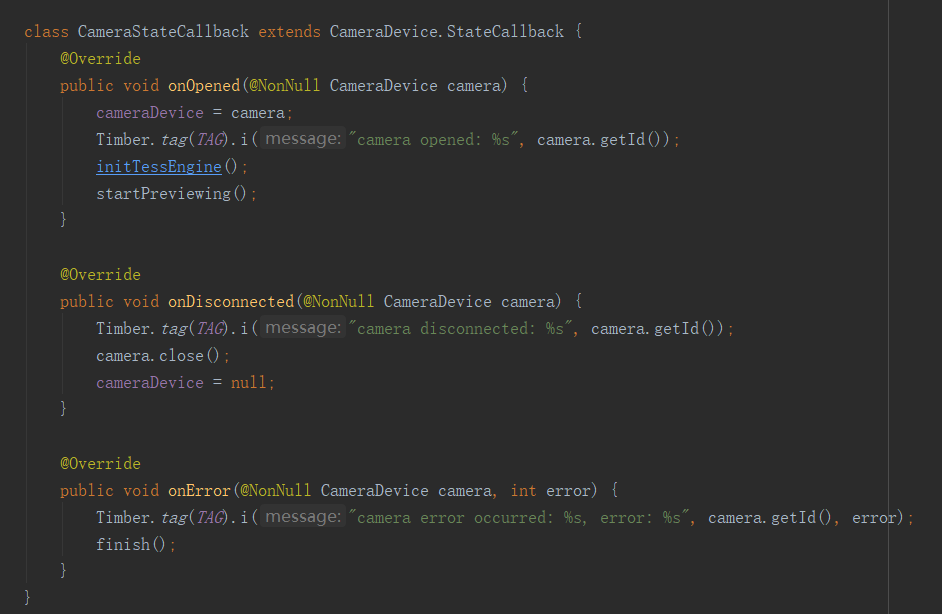 class CameraStateCallback extends CameraDevice.StateCallback {
    @Override
    public void onOpened(@NonNull CameraDevice camera) {
        cameraDevice = camera;
        Timber.tag(TAG).i( message: "camera opened: %s", camera.getId());
        initTessEngine();
        startPreviewing();
    }

    @Override
    public void onDisconnected(@NonNull CameraDevice camera) {
        Timber.tag(TAG).i( message: "camera disconnected: %s", camera.getId());
        camera.close();
        cameraDevice = null;
    }

    @Override
    public void onError(@NonNull CameraDevice camera, int error) {
        Timber.tag(TAG).i( message: "camera error occurred: %s, error: %s", camera.getId(), error);
        finish();
    }
}